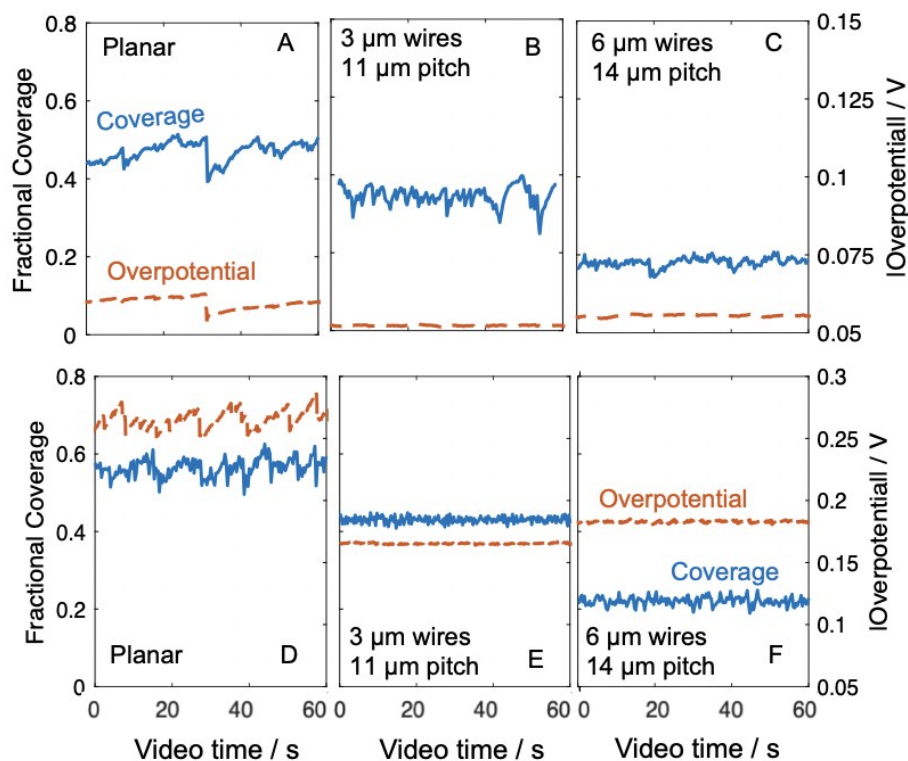 0.8
0.6
0.4
0.2
0
Fractional Coverage
Planar
A
Coverage
Overpotential
3 µm wires
11 µm pitch
B
6 µm wires
14 µm pitch
C
0.15
0.125
0.1
0.075
0.05
|Overpotentiall / V
0.8
0.6
0.4
0.2
0
Fractional Coverage
Planar
D
3 µm wires
11 µm pitch
E
Overpotential
Coverage
6 µm wires
14 µm pitch
F
0.3
0.25
0.2
0.15
0.1
0.05
|Overpotentiall / V
0 20 40 60
0 20 40 60
0 20 40 60
Video time / s
Video time / s
Video time / s